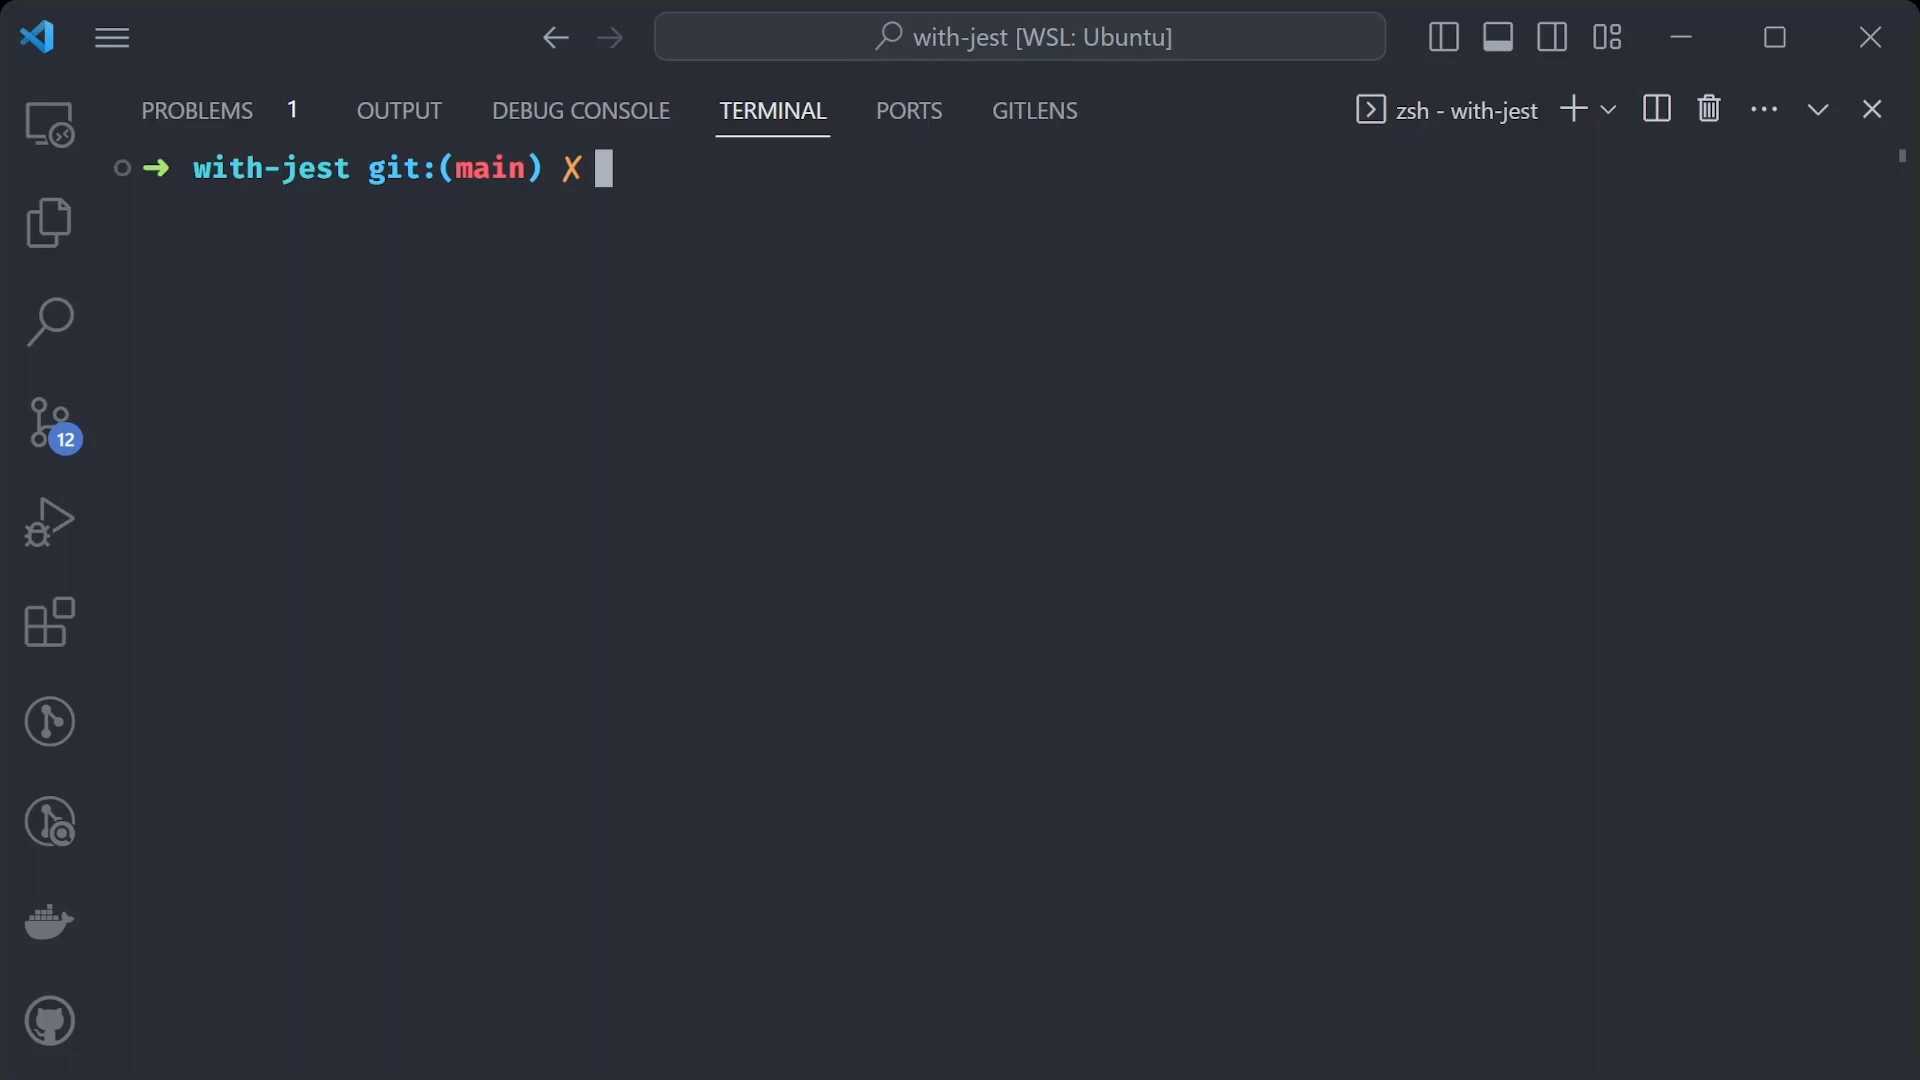 with-jest [WSL: Ubuntu]
PROBLEMS 1 OUTPUT DEBUG CONSOLE TERMINAL PORTS GITLENS zsh - with-jest
➜ with-jest git:(main) ✗
12